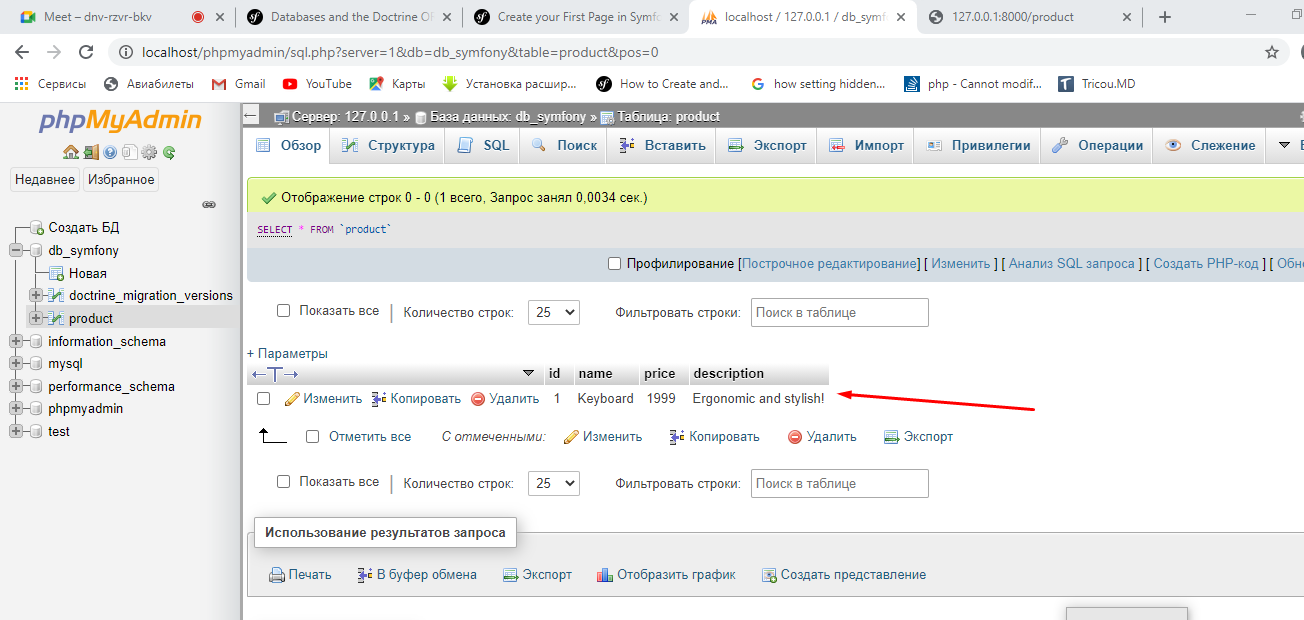 Meet – dnv-rzvr-bkv
Databases and the Doctrine OR
Create your First Page in Symfo
localhost / 127.0.0.1 / db_symf
127.0.0.1:8000/product
localhost/phpmyadmin/sql.php?server=1&db=db_symfony&table=product&pos=0
Сервисы Авиабилеты Gmail YouTube Карты Установка расшир... How to Create and... how setting hidden... php - Cannot modif... Tricou.MD
phpMyAdmin
Недавнее Избранное
Создать БД
db_symfony
Новая
doctrine_migration_versions
product
information_schema
mysql
performance_schema
phpmyadmin
test
Сервер: 127.0.0.1 » База данных: db_symfony » Таблица: product
Обзор Структура SQL Поиск Вставить Экспорт Импорт Привилегии Операции Слежение
Отображение строк 0 - 0 (1 всего, Запрос занял 0,0034 сек.)
SELECT * FROM `product`
Профилирование [Построчное редактирование] [ Изменить ] [ Анализ SQL запроса ] [ Создать PHP-код ] [ Обн
Показать все | Количество строк: 25 Фильтровать строки: Поиск в таблице
+ Параметры
←T→ id name price description
Изменить Копировать Удалить 1 Keyboard 1999 Ergonomic and stylish!
Отметить все С отмеченными: Изменить Копировать Удалить Экспорт
Показать все | Количество строк: 25 Фильтровать строки: Поиск в таблице
Использование результатов запроса
Печать В буфер обмена Экспорт Отобразить график Создать представление